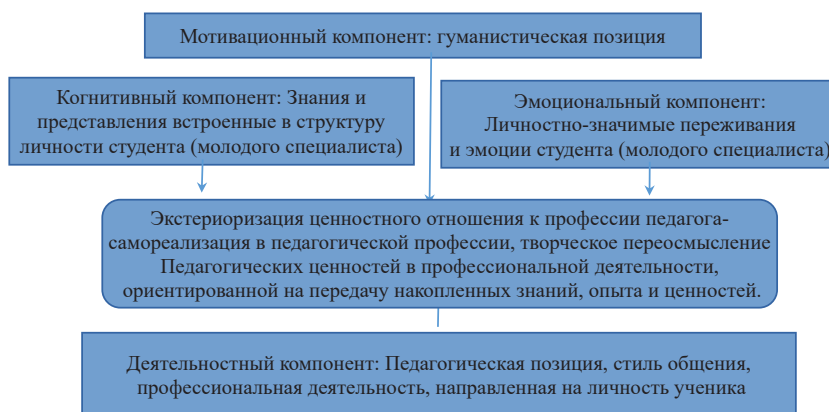 Мотивационный компонент: гуманистическая позиция
Когнитивный компонент: Знания и
представления встроенные в структуру
личности студента (молодого специалиста)
Эмоциональный компонент:
Личностно-значимые переживания
и эмоции студента (молодого специалиста)
Экстериоризация ценностного отношения к профессии педагога-
самореализация в педагогической профессии, творческое переосмысление
Педагогических ценностей в профессиональной деятельности,
ориентированной на передачу накопленных знаний, опыта и ценностей.
Деятельностный компонент: Педагогическая позиция, стиль общения,
профессиональная деятельность, направленная на личность ученика